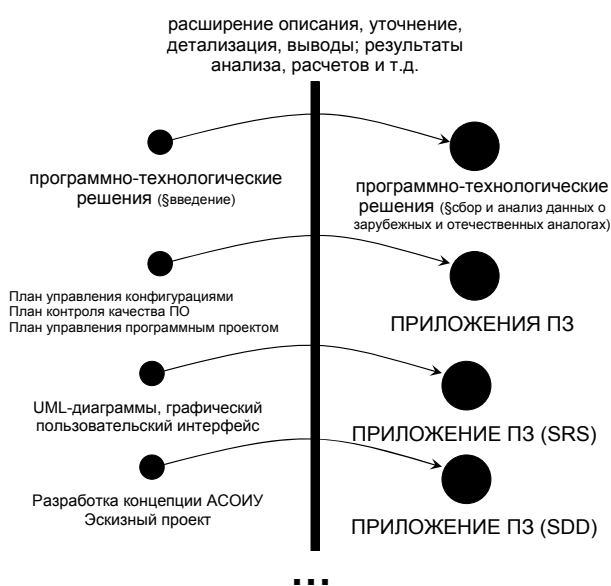 расширение описания, уточнение,
детализация, выводы; результаты
анализа, расчетов и т.д.
программно-технологические
решения (§введение)
программно-технологические
решения (§сбор и анализ данных о
зарубежных и отечественных аналогах)
План управления конфигурациями
План контроля качества ПО
План управления программным проектом
ПРИЛОЖЕНИЯ ПЗ
UML-диаграммы, графический
пользовательский интерфейс
ПРИЛОЖЕНИЕ ПЗ (SRS)
Разработка концепции АСОИУ
Эскизный проект
ПРИЛОЖЕНИЕ ПЗ (SDD)
...